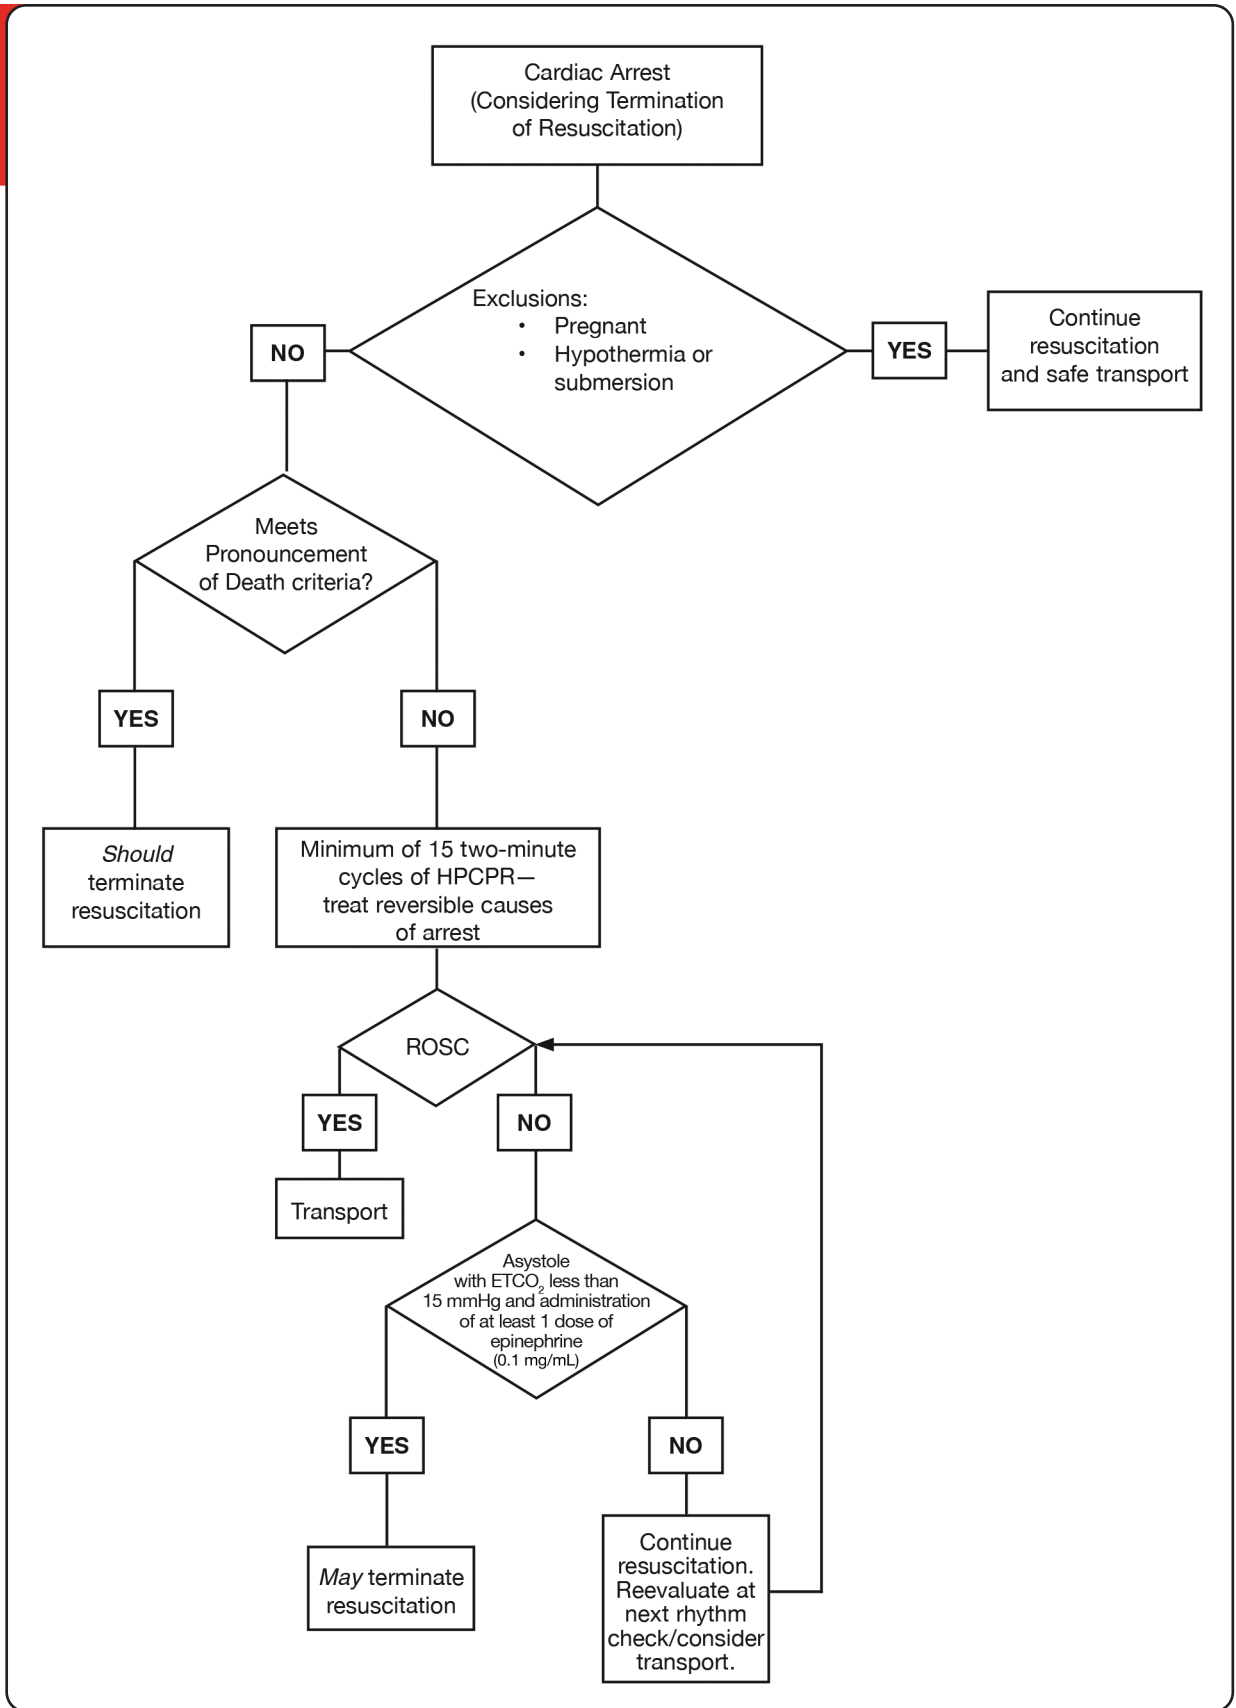 Cardiac Arrest
(Considering Termination
of Resuscitation)
Exclusions:
• Pregnant
• Hypothermia or
submersion
NO
YES
Continue
resuscitation
and safe transport
Meets
Pronouncement
of Death criteria?
YES
NO
Should
terminate
resuscitation
Minimum of 15 two-minute
cycles of HPCPR—
treat reversible causes
of arrest
ROSC
YES
NO
Transport
Asystole
with ETCO₂ less than
15 mmHg and administration
of at least 1 dose of
epinephrine
(0.1 mg/mL)
YES
NO
May terminate
resuscitation
Continue
resuscitation.
Reevaluate at
next rhythm
check/consider
transport.